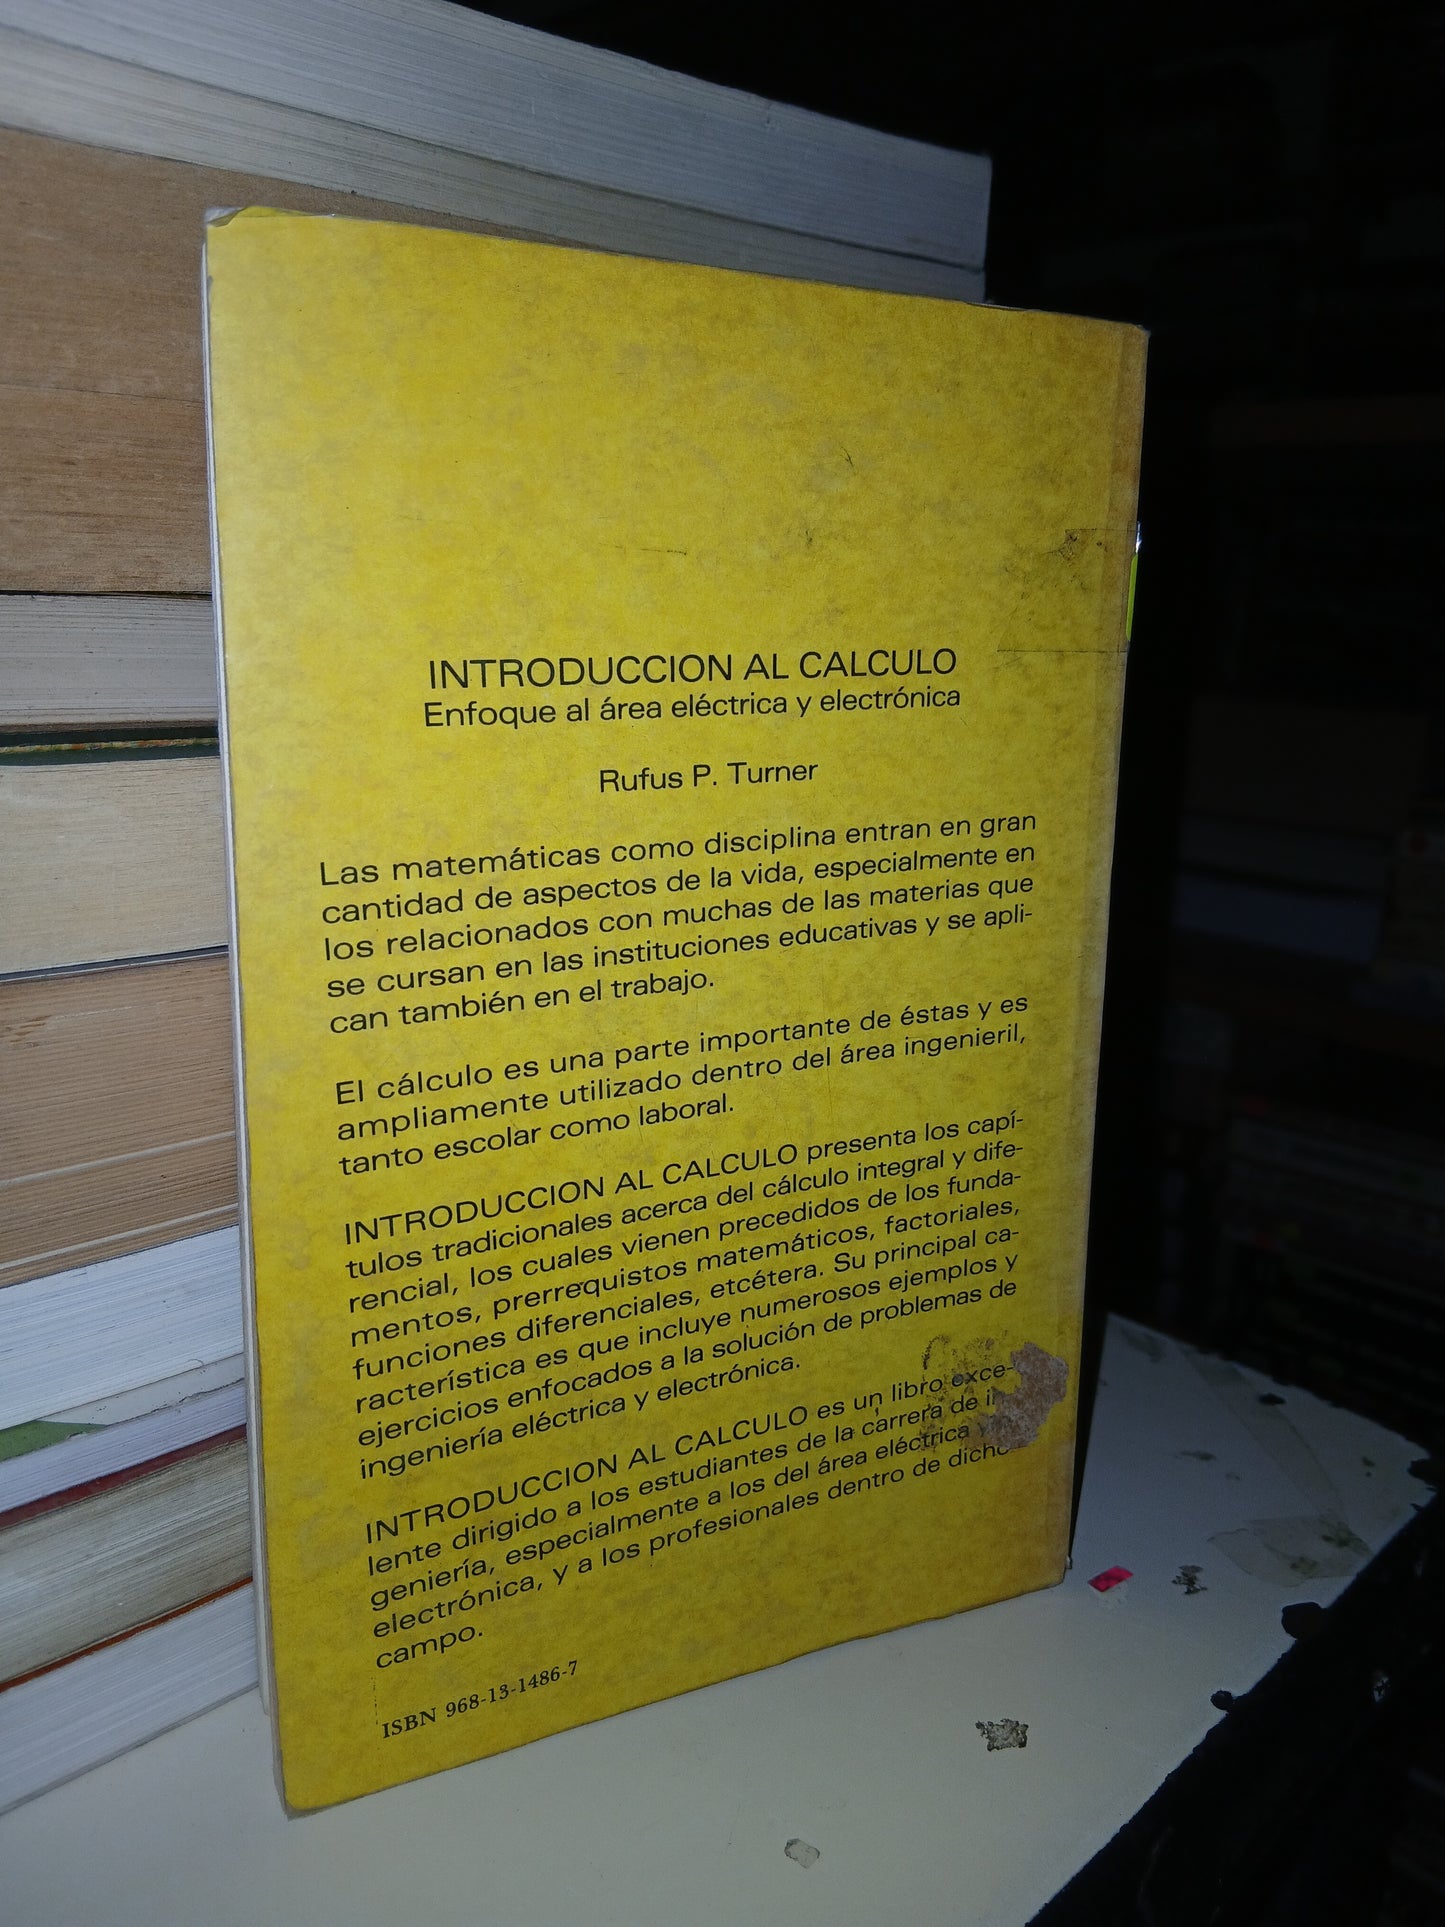 INTRODUCCION AL CALCULO
Enfoque al área eléctrica y electrónica
Rufus P. Turner
Las matemáticas como disciplina entran en gran
cantidad de aspectos de la vida, especialmente en
los relacionados con muchas de las materias que
se cursan en las instituciones educativas y se apli-
can también en el trabajo.
El cálculo es una parte importante de éstas y es
ampliamente utilizado dentro del área ingenieril,
tanto escolar como laboral.
INTRODUCCION AL CALCULO presenta los capí-
tulos tradicionales acerca del cálculo integral y dife-
rencial, los cuales vienen precedidos de los funda-
mentos, prerrequistos matemáticos, factoriales,
funciones diferenciales, etcétera. Su principal ca-
racterística es que incluye numerosos ejemplos y
ejercicios enfocados a la solución de problemas de
ingeniería eléctrica y electrónica.
INTRODUCCION AL CALCULO es un libro exce-
lente dirigido a los estudiantes de la carrera de
geniería, especialmente a los del área eléctrica
electrónica, y a los profesionales dentro de dicho
campo.
ISBN 968-13-1486-7